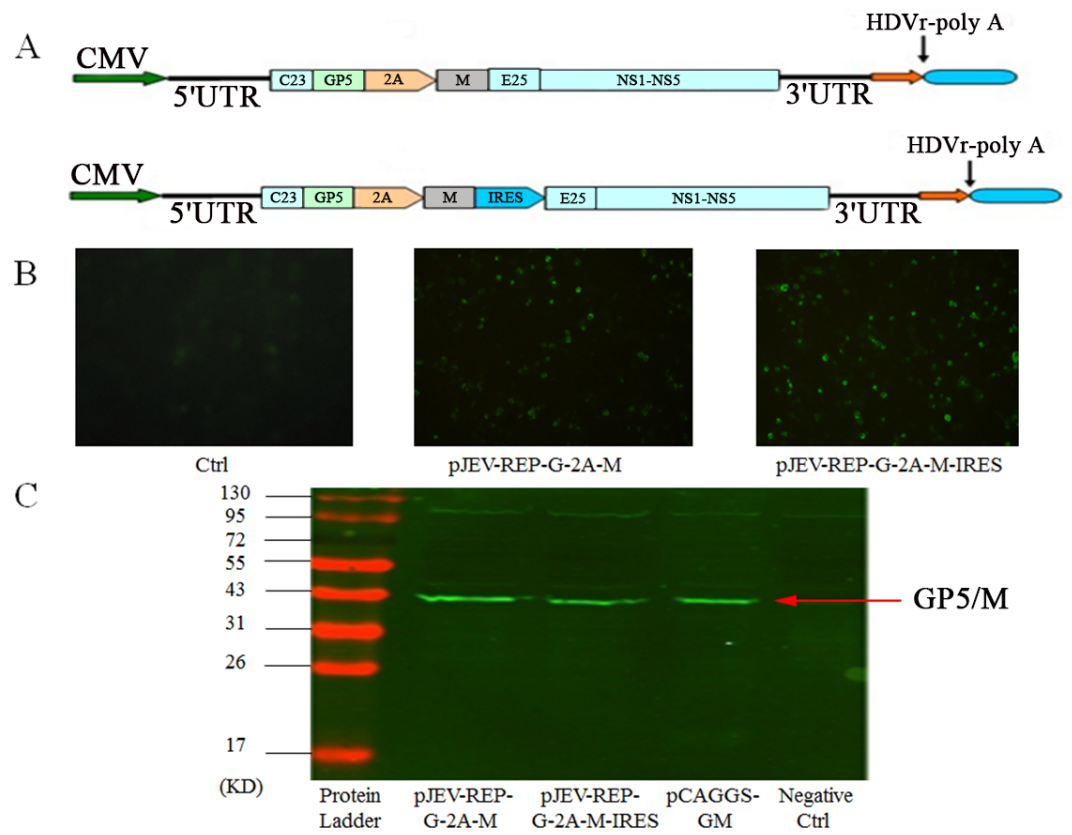 A
HDVr-poly A
CMV
C23 GP5 2A M E25 NS1-NS5
5'UTR
3'UTR
HDVr-poly A
CMV
C23 GP5 2A M IRES E25 NS1-NS5
5'UTR
3'UTR
B
Ctrl
pJEV-REP-G-2A-M
pJEV-REP-G-2A-M-IRES
C
130
95
72
55
43
31
26
17
(KD)
GP5/M
Protein
Ladder
pJEV-REP-
G-2A-M
pJEV-REP-
G-2A-M-IRES
pCAGGS-
GM
Negative
Ctrl